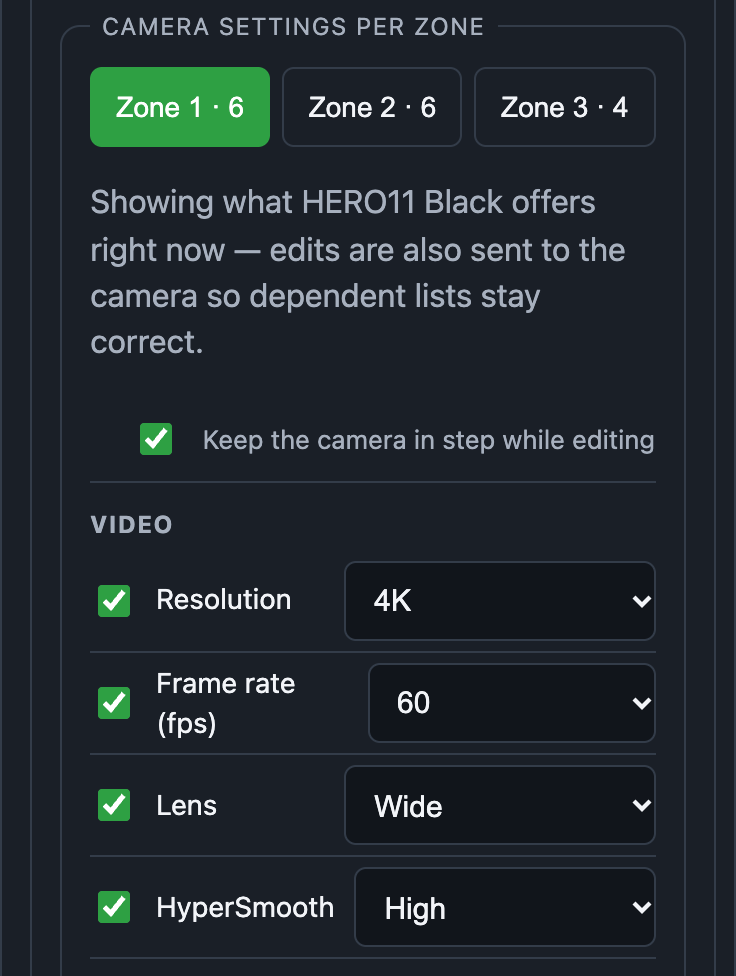 CAMERA SETTINGS PER ZONE
Zone 1 · 6
Zone 2 · 6
Zone 3 · 4
Showing what HERO11 Black offers
right now — edits are also sent to the
camera so dependent lists stay
correct.
Keep the camera in step while editing
VIDEO
Resolution
4K
Frame rate
(fps)
60
Lens
Wide
HyperSmooth
High